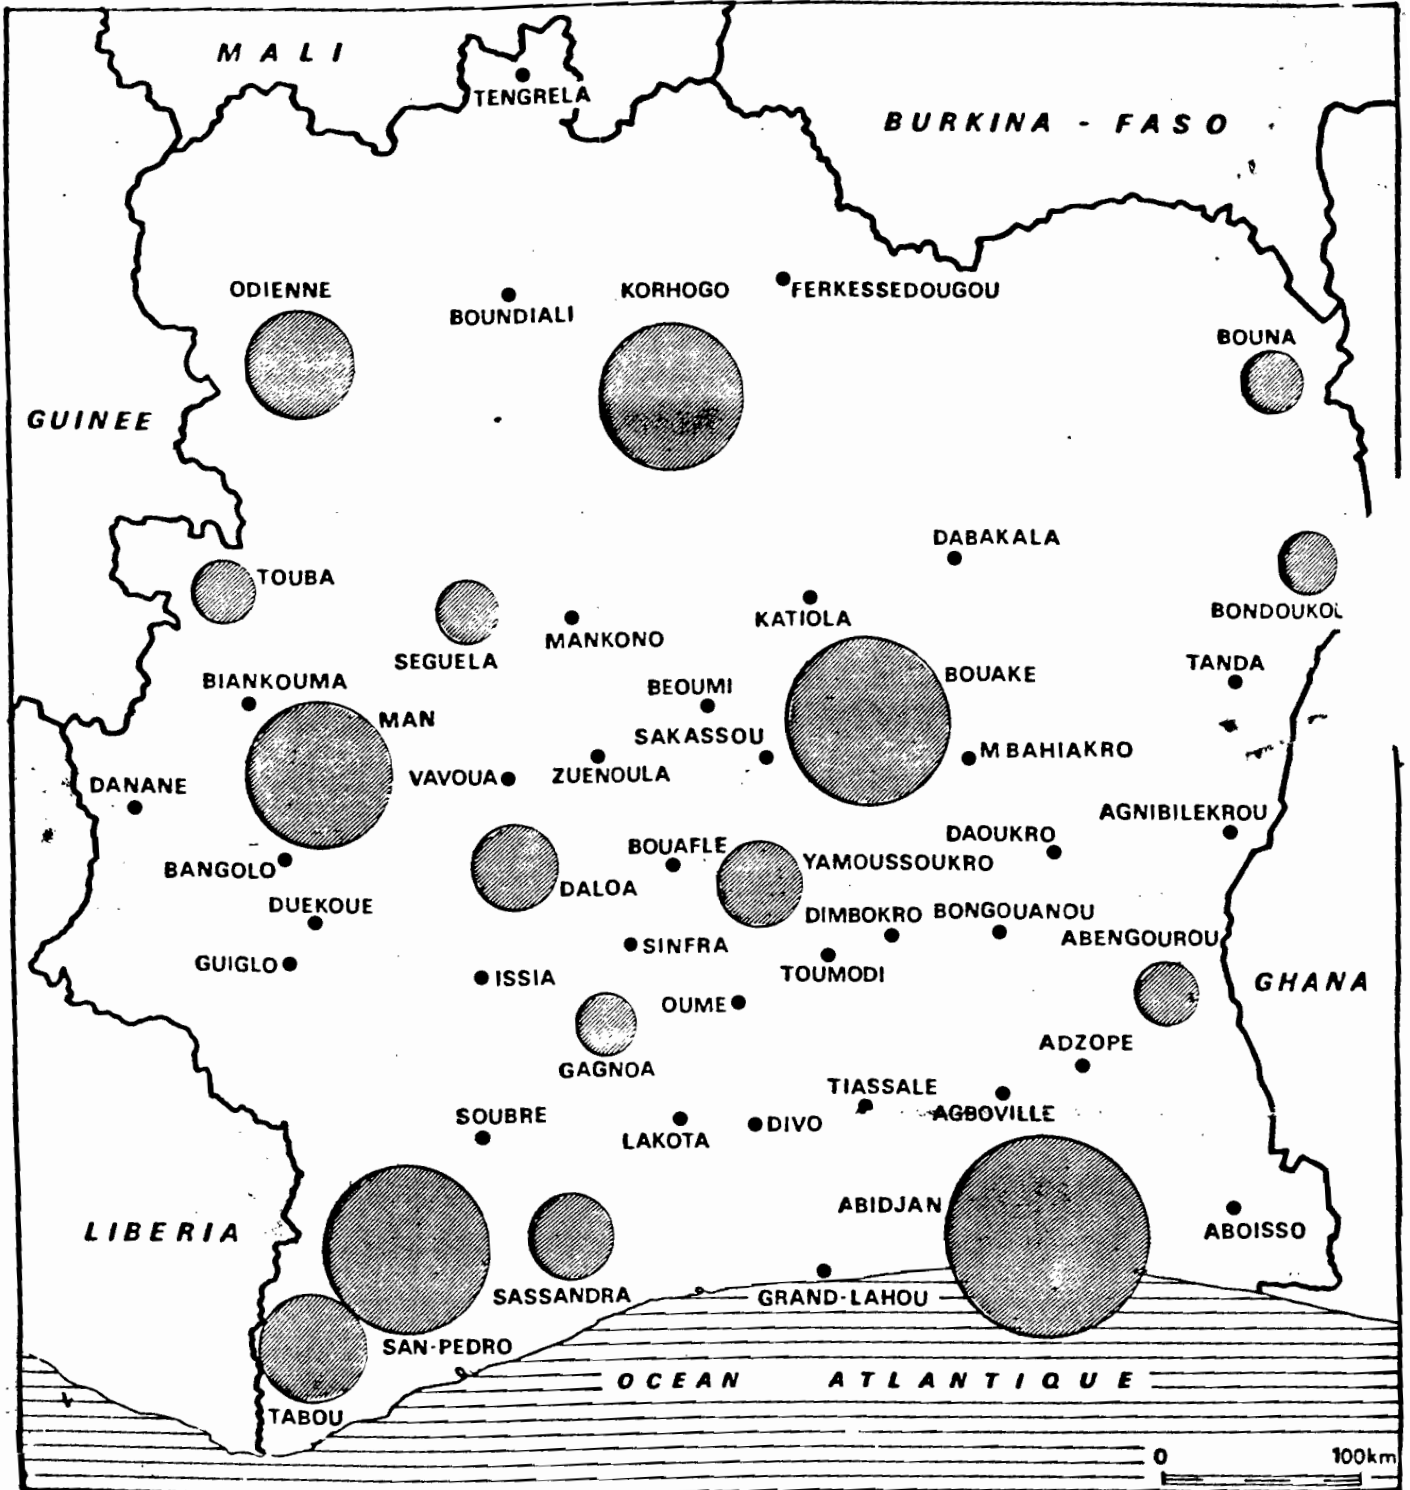 MALI
TENGRELA
BURKINA - FASO
ODIENNE
BOUNDIALI
KORHOGO
FERKESSEDOUGOU
BOUNA
GUINEE
DABAKALA
TOUBA
KATIOLA
BONDOUKOU
MANKONO
SEGUELA
TANDA
BIANKOUMA
BEOUMI
BOUAKE
MAN
SAKASSOU
MBAHIAKRO
VAVOUA
ZUENOULA
DANANE
AGNIBILEKROU
DAOUKRO
BOUAFLE
YAMOUSSOUKRO
BANGOLO
DALOA
DUEKOUE
DIMBOKRO
BONGOUANOU
ABENGOUROU
SINFRA
GUIGLO
ISSIA
TOUMODI
GHANA
OUME
ADZOPE
GAGNOA
TIASSALE
SOUBRE
AGBOVILLE
LAKOTA
DIVO
ABIDJAN
LIBERIA
ABOISSO
SASSANDRA
GRAND-LAHOU
SAN-PEDRO
OCEAN ATLANTIQUE
TABOU
0 100km